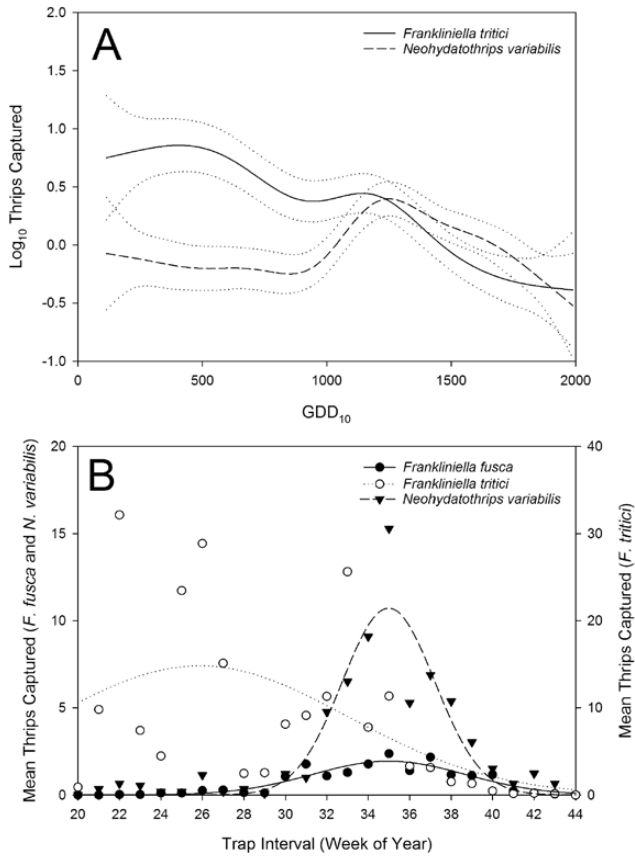 A
Frankliniella tritici
Neohydatothrips variabilis
2.0
1.5
1.0
0.5
0.0
-0.5
-1.0
Log10 Thrips Captured
0 500 1000 1500 2000
GDD10
B
Frankliniella fusca
Frankliniella tritici
Neohydatothrips variabilis
20
15
10
5
0
Mean Thrips Captured (F. fusca and N. variabilis)
40
30
20
10
0
Mean Thrips Captured (F. tritici)
20 22 24 26 28 30 32 34 36 38 40 42 44
Trap Interval (Week of Year)